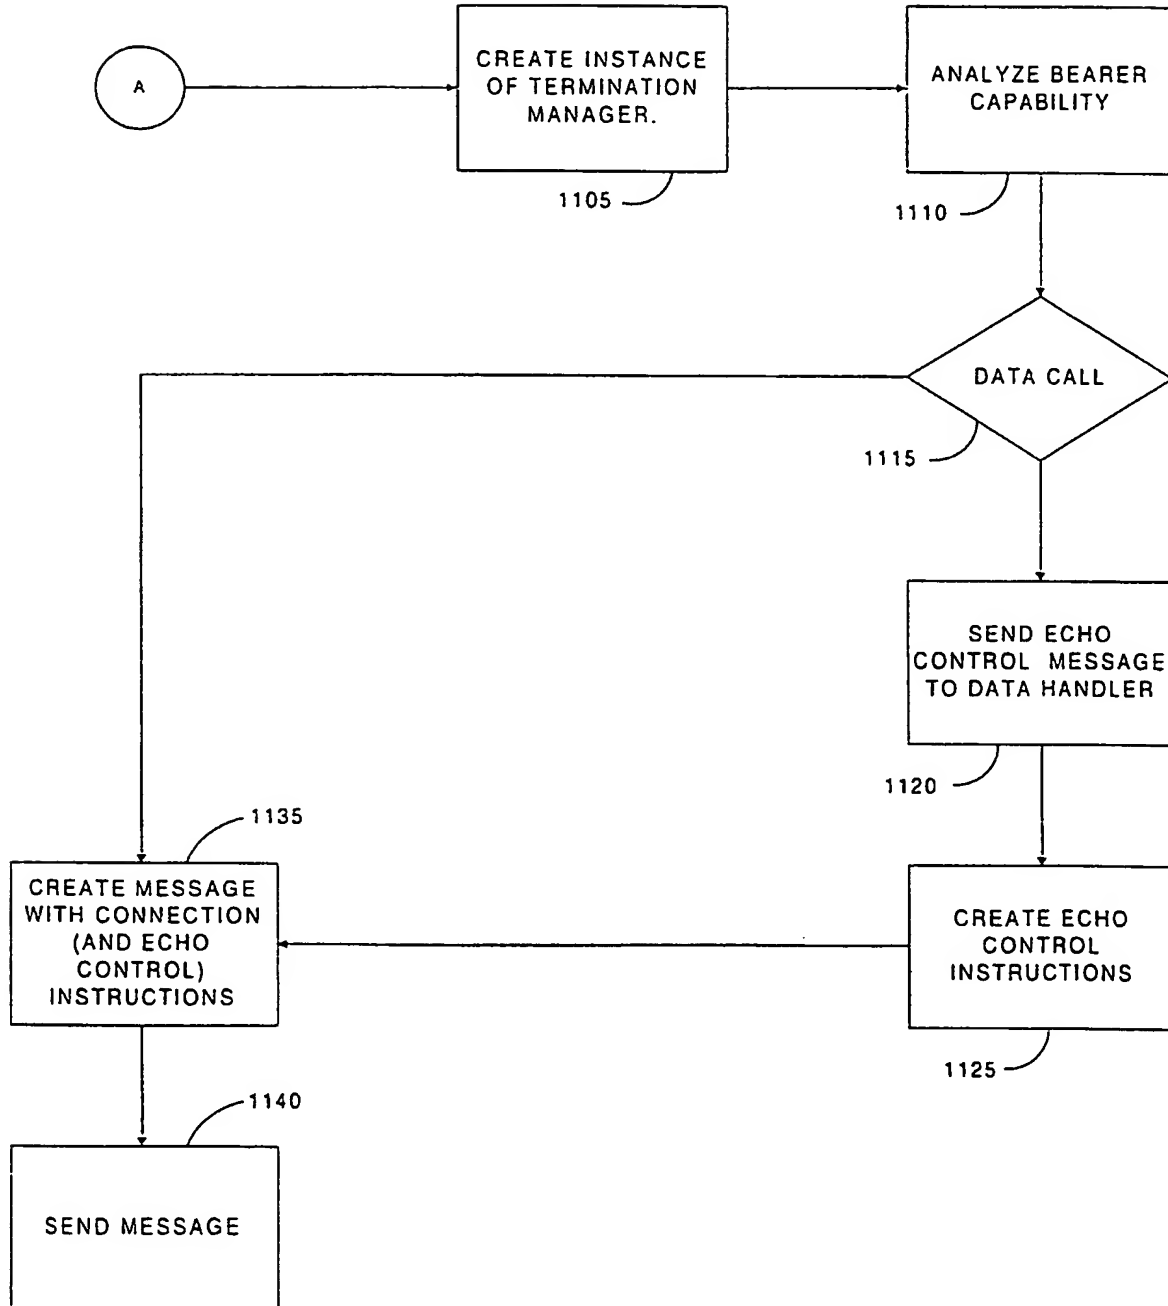 A
CREATE INSTANCE
OF TERMINATION
MANAGER.
1105
ANALYZE BEARER
CAPABILITY
1110
DATA CALL
1115
SEND ECHO
CONTROL MESSAGE
TO DATA HANDLER
1120
1135
CREATE MESSAGE
WITH CONNECTION
(AND ECHO
CONTROL)
INSTRUCTIONS
CREATE ECHO
CONTROL
INSTRUCTIONS
1125
1140
SEND MESSAGE